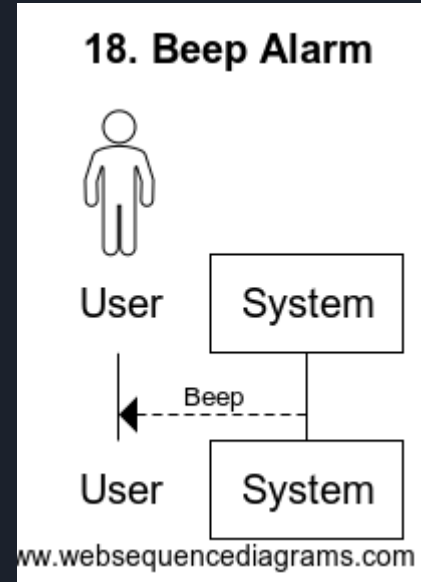 18. Beep Alarm
User System
Beep
User System
ww.websequencediagrams.com